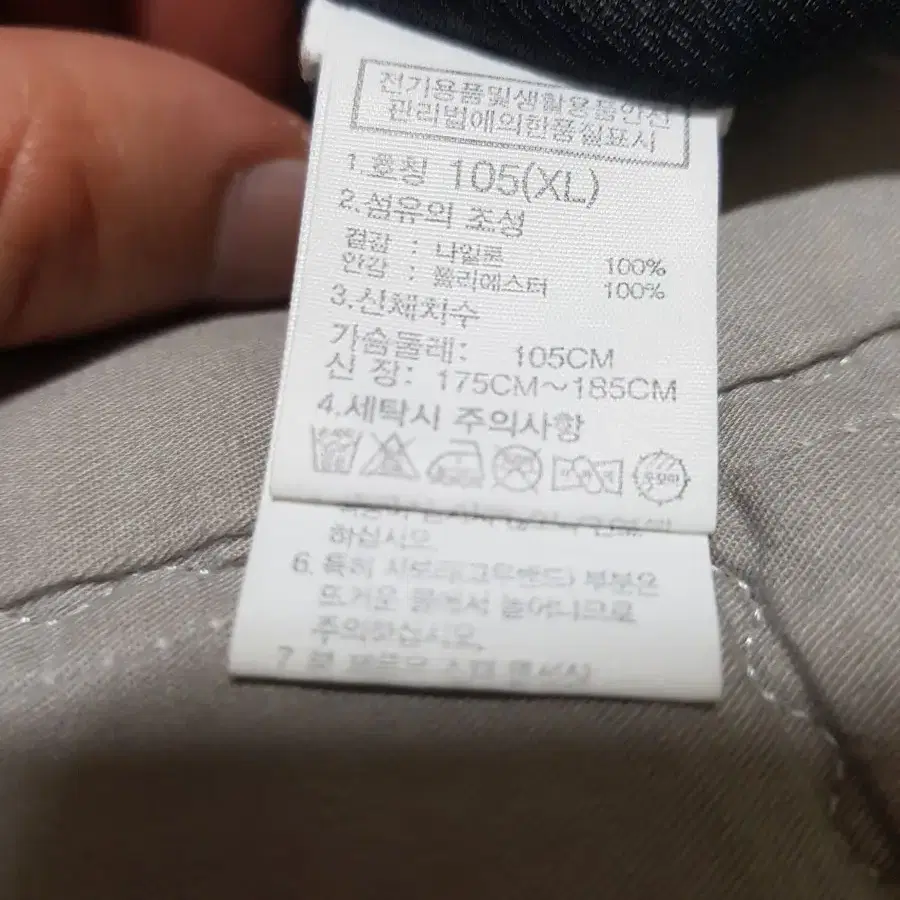 전기용품및생활용품안전
관리법에의한품질표시
1.호칭 105(XL)
2.섬유의 조성
겉감 : 나일론 100%
안감 : 폴리에스터 100%
3.신체치수
가슴둘레: 105CM
신 장: 175CM~185CM
4.세탁시 주의사항
하십시오.
6. 특히 시보리(고무밴드) 부분은
뜨거운 물에서 늘어나므로
주의하십시오.
7